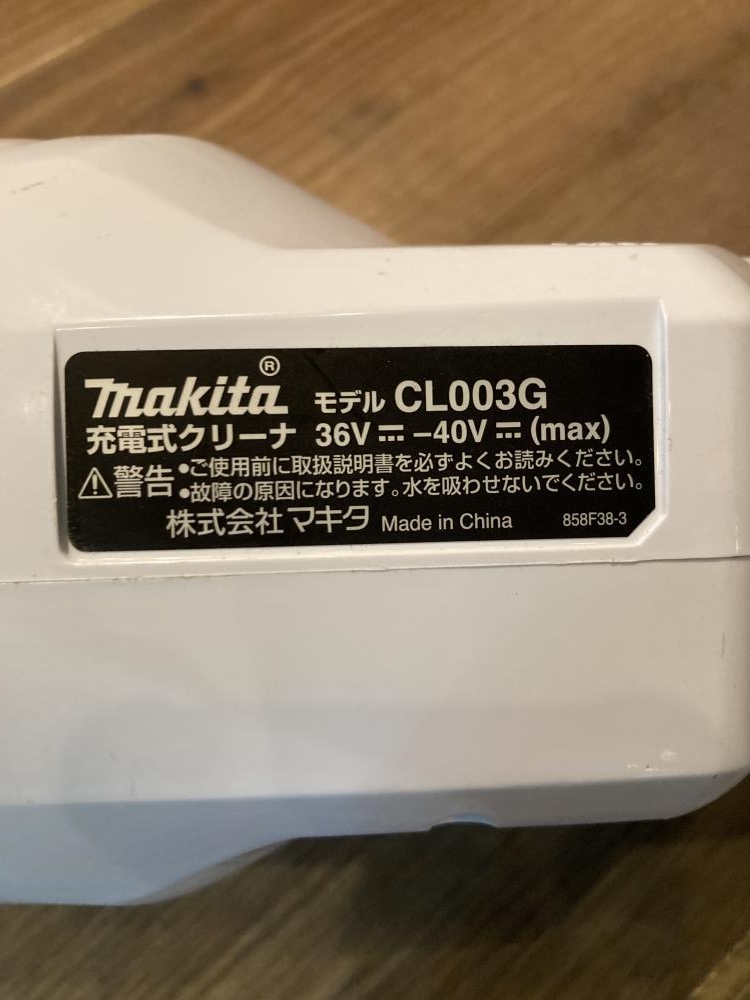 makita®
モデル CL003G
充電式クリーナ 36V ⎓ –40V ⎓ (max)
⚠警告 •ご使用前に取扱説明書を必ずよくお読みください。
•故障の原因になります。水を吸わせないでください。
株式会社マキタ Made in China 858F38-3